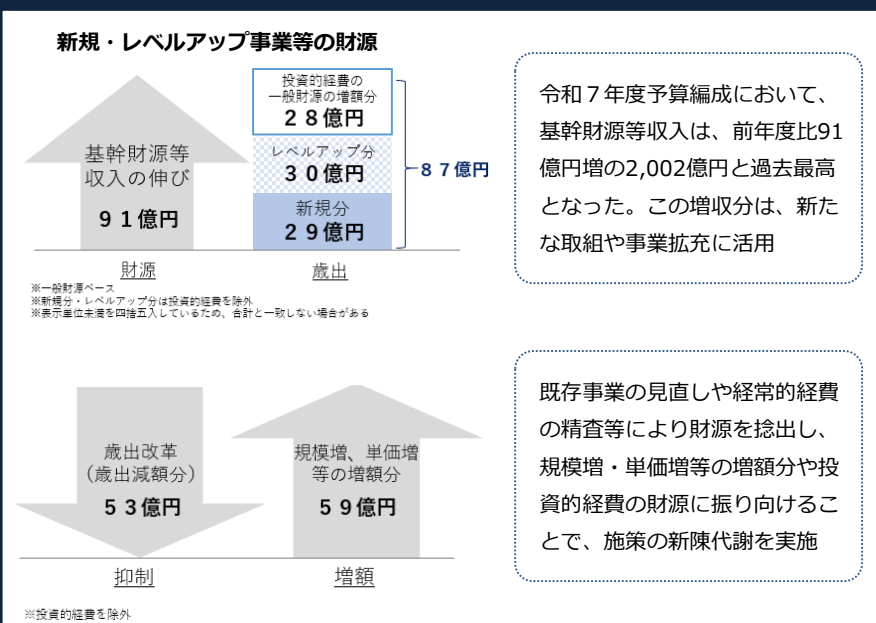 新規・レベルアップ事業等の財源
投資的経費の
一般財源の増額分
２８億円
レベルアップ分
３０億円
新規分
２９億円
８７億円
基幹財源等
収入の伸び
９１億円
財源
歳出
※一般財源ベース
※新規分・レベルアップ分は投資的経費を除外
※表示単位未満を四捨五入しているため、合計と一致しない場合がある
令和７年度予算編成において、
基幹財源等収入は、前年度比91
億円増の2,002億円と過去最高
となった。この増収分は、新た
な取組や事業拡充に活用
歳出改革
(歳出減額分)
５３億円
規模増、単価増
等の増額分
５９億円
抑制
増額
※投資的経費を除外
既存事業の見直しや経常的経費
の精査等により財源を捻出し、
規模増・単価増等の増額分や投
資的経費の財源に振り向けるこ
とで、施策の新陳代謝を実施